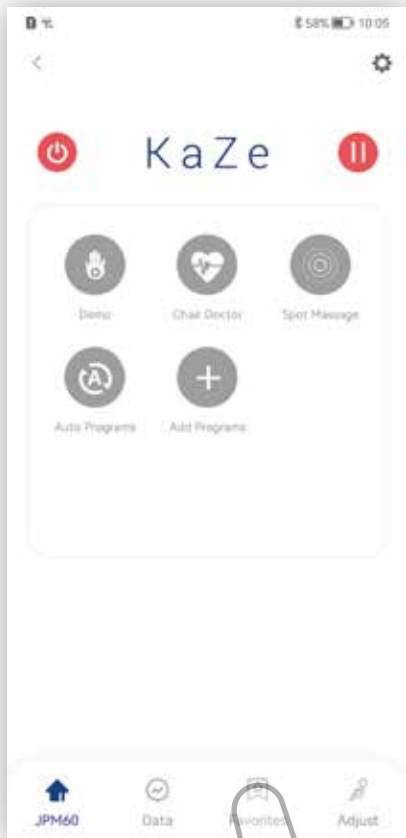 58% 10:05
KaZe
Demo Chair Doctor Spot Massage
Auto Programs Add Programs
JPM60 Data Favorites Adjust